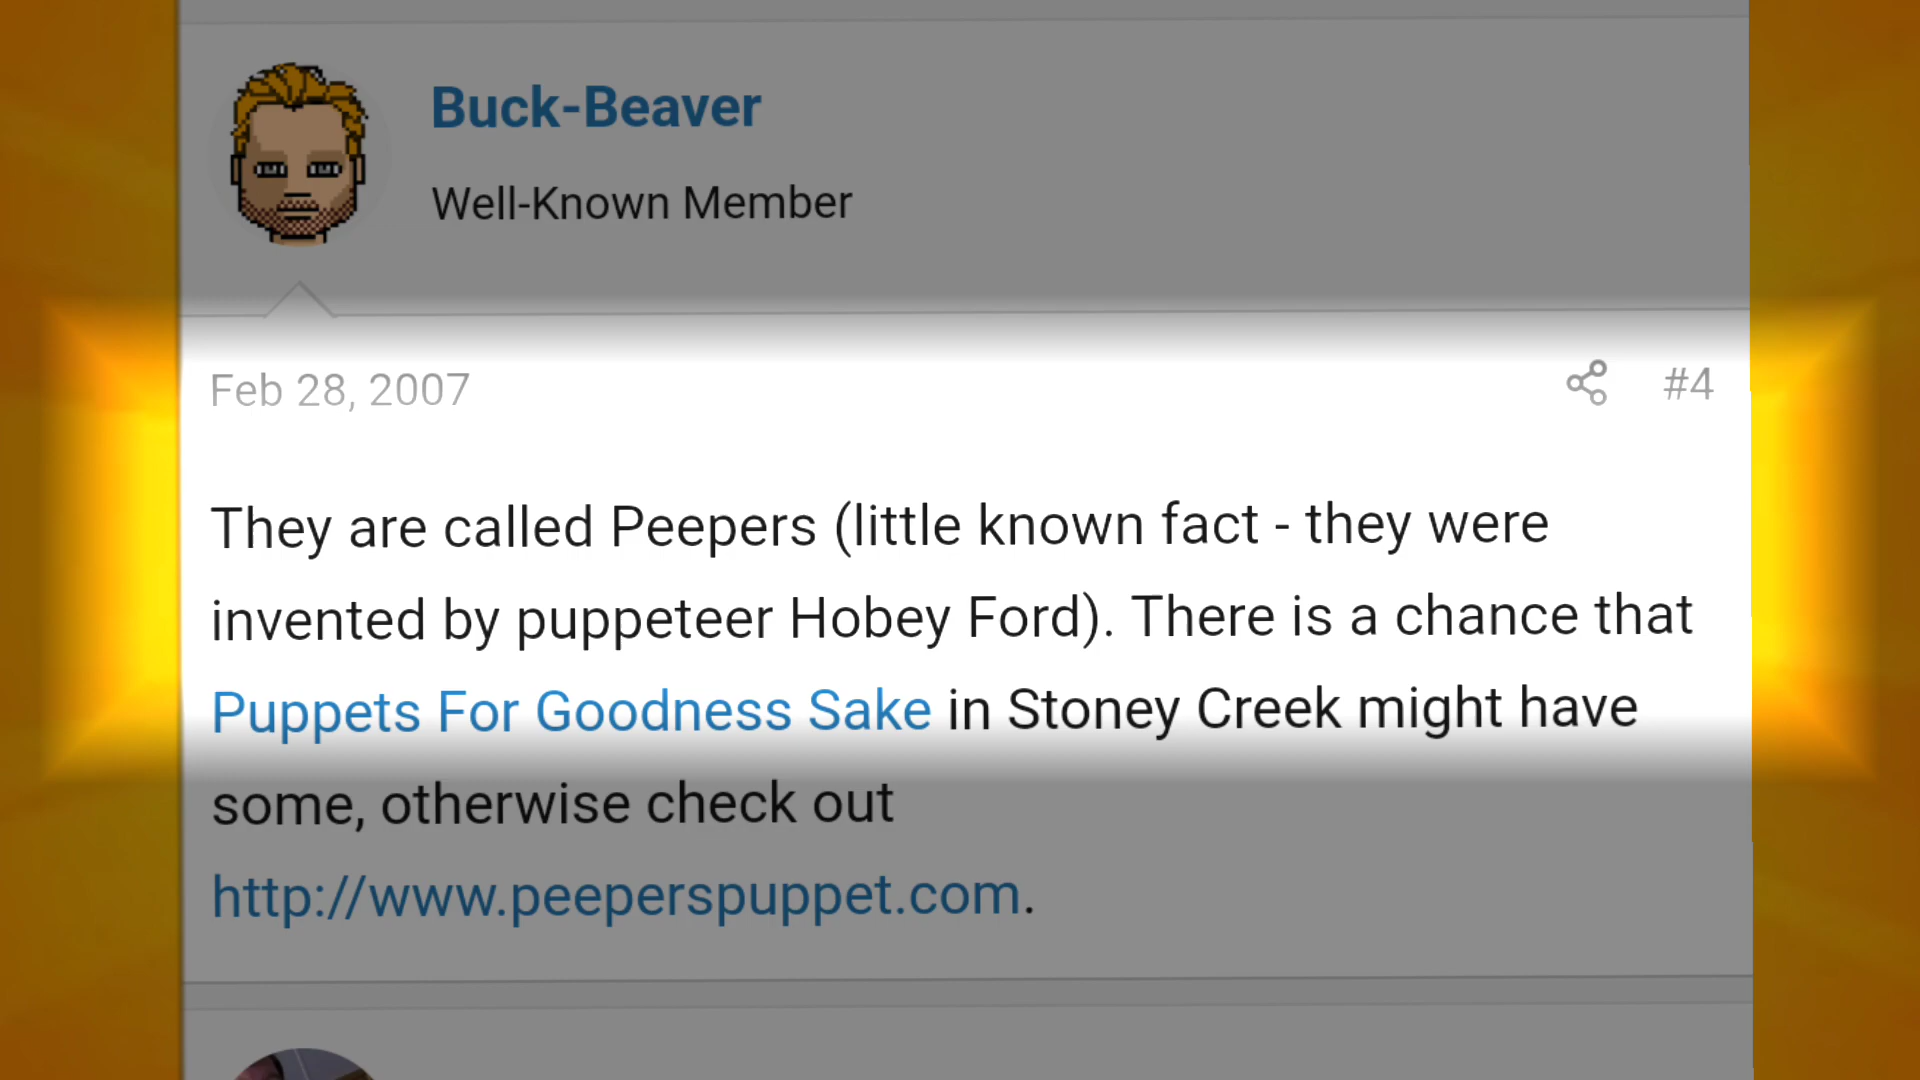 Buck-Beaver
Well-Known Member
Feb 28, 2007
#4
They are called Peepers (little known fact - they were
invented by puppeteer Hobey Ford). There is a chance that
Puppets For Goodness Sake in Stoney Creek might have
some, otherwise check out
http://www.peeperspuppet.com.